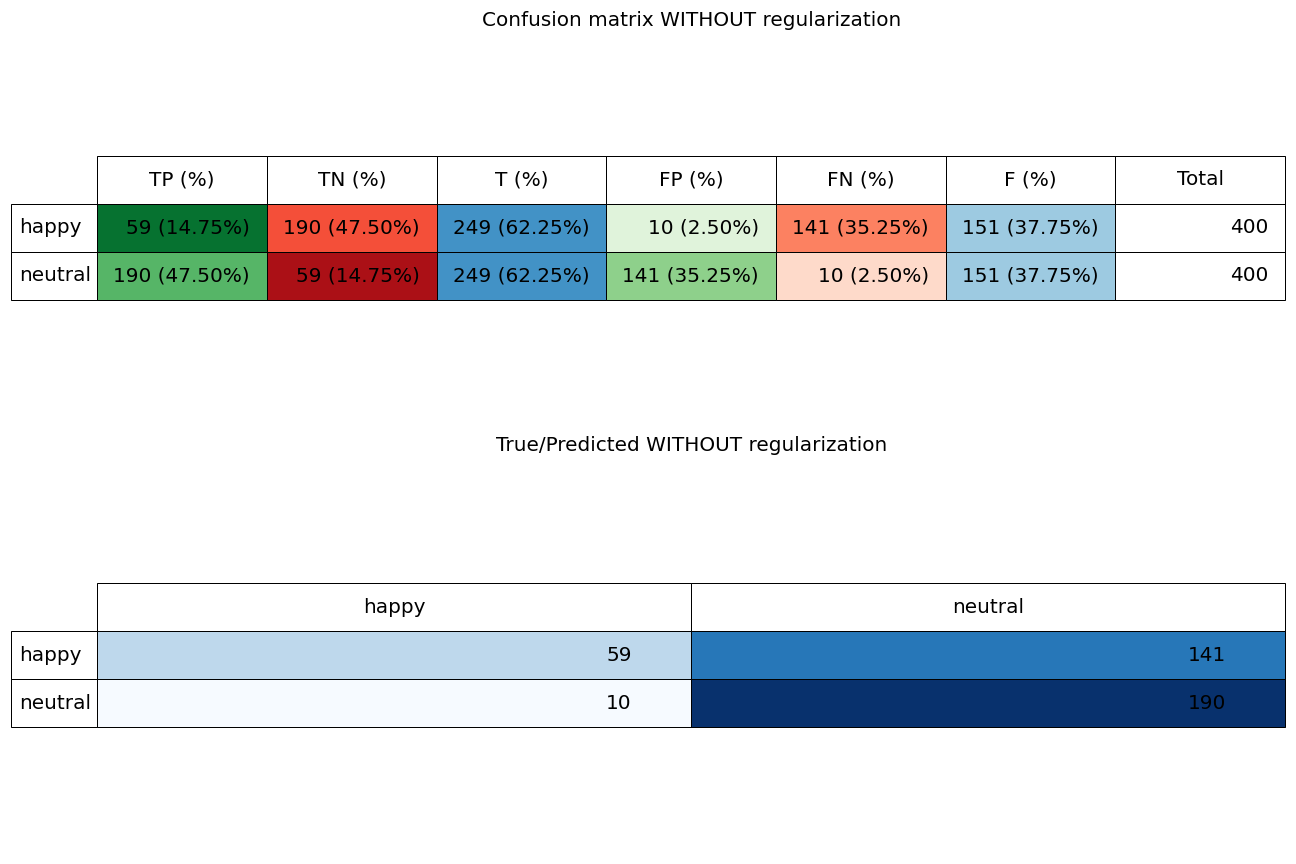 Confusion matrix WITHOUT regularization
TP (%) TN (%) T (%) FP (%) FN (%) F (%) Total
happy 59 (14.75%) 190 (47.50%) 249 (62.25%) 10 (2.50%) 141 (35.25%) 151 (37.75%) 400
neutral 190 (47.50%) 59 (14.75%) 249 (62.25%) 141 (35.25%) 10 (2.50%) 151 (37.75%) 400
True/Predicted WITHOUT regularization
happy neutral
happy 59 141
neutral 10 190